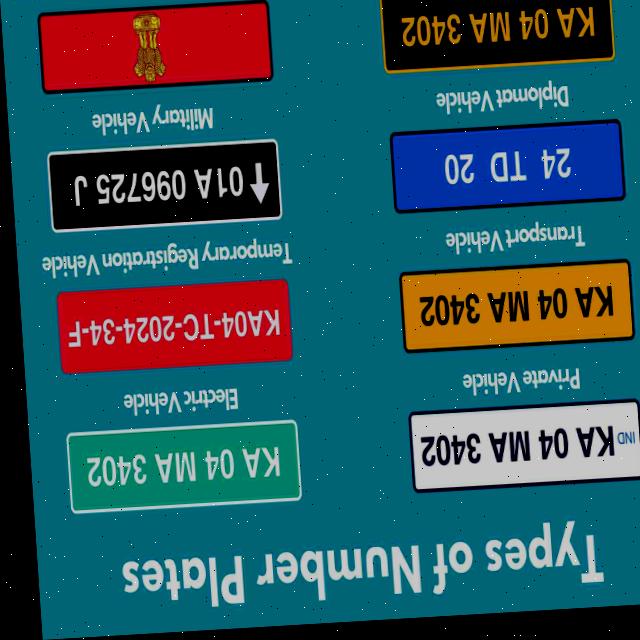 Types of Number Plates
IND KA 04 MA 3402
Private Vehicle
KA 04 MA 3402
Electric Vehicle
KA 04 MA 3402
Transport Vehicle
KA04-TC-2024-34-F
Temporary Registration Vehicle
24 TD 20
Diplomat Vehicle
↑ 01A 096725 J
Military Vehicle
KA 04 MA 3402